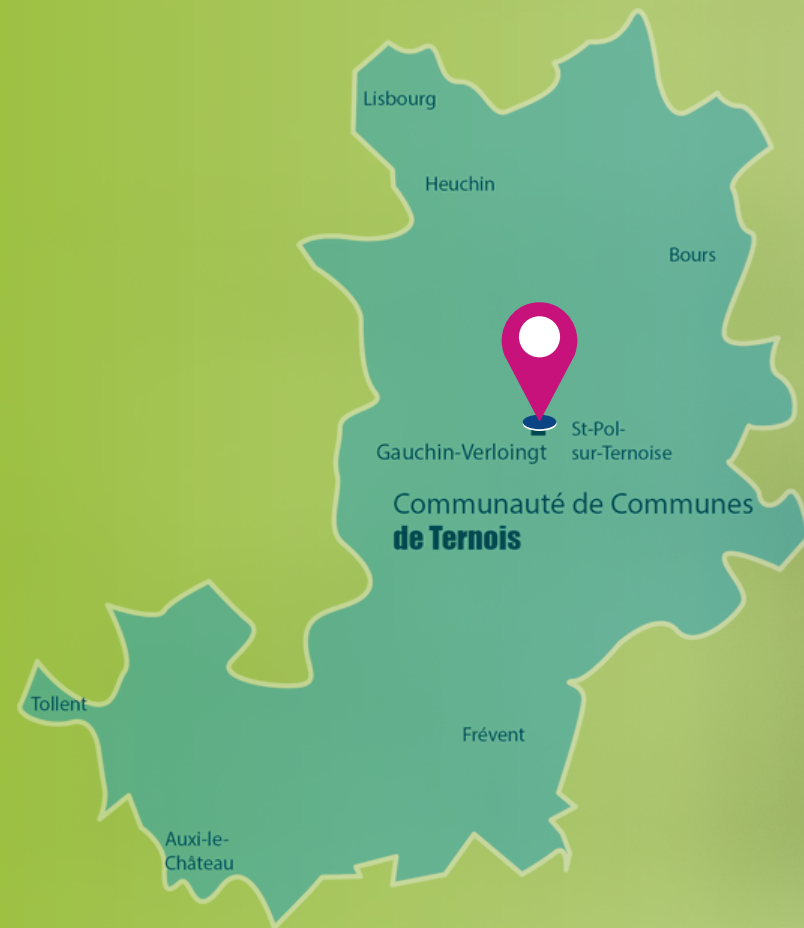 Lisbourg
Heuchin
Bours
St-Pol-
sur-Ternoise
Gauchin-Verloingt
Communauté de Communes
de Ternois
Tollent
Frévent
Auxi-le-
Château